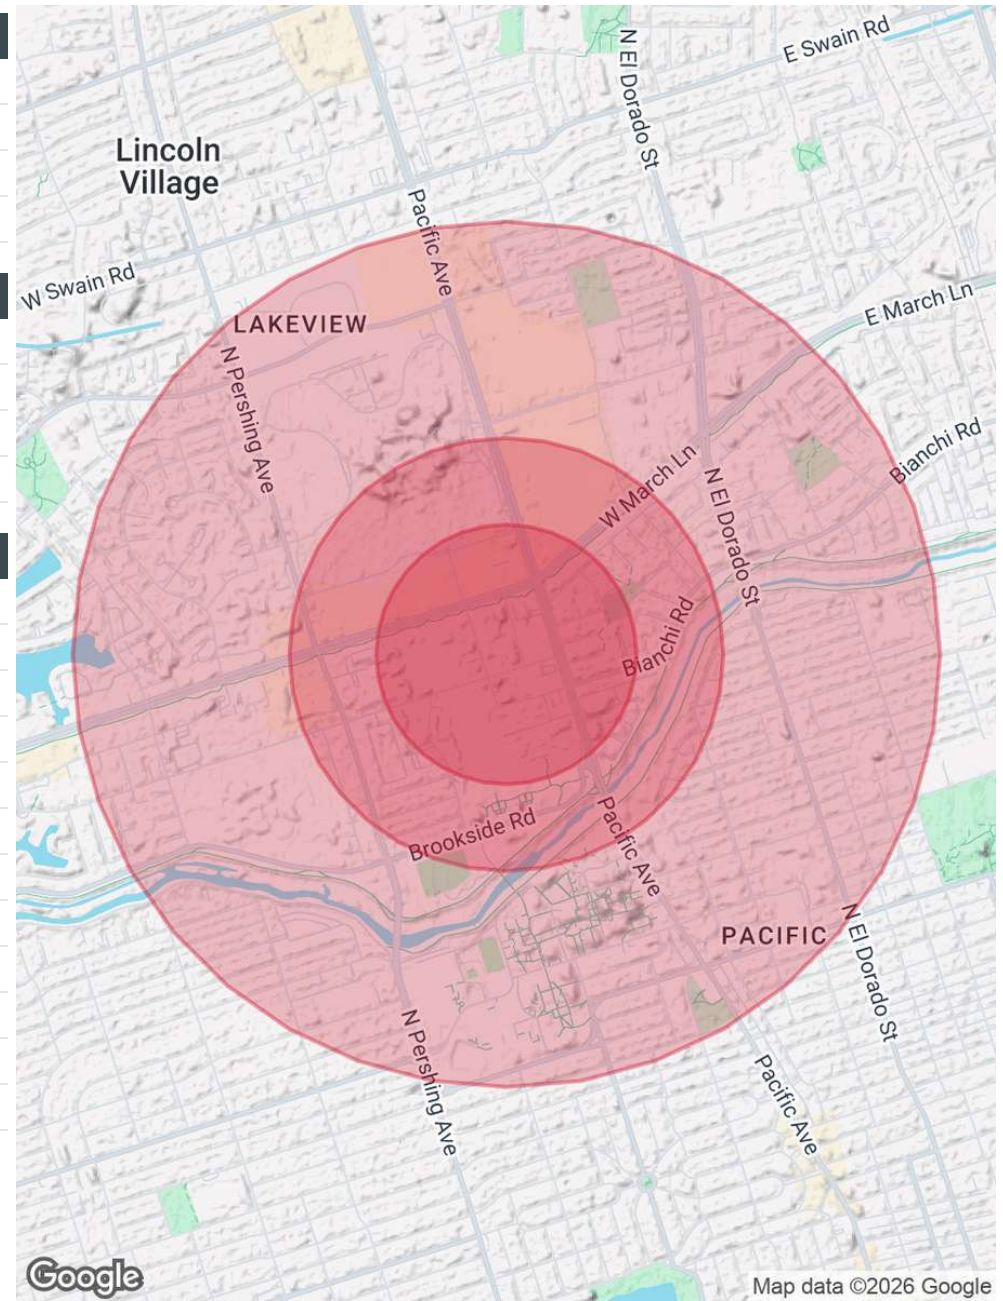 E Swain Rd
N El Dorado St
Lincoln
Village
Pacific Ave
W Swain Rd
E March Ln
LAKEVIEW
N Pershing Ave
Bianchi Rd
W March Ln
N El Dorado St
Bianchi Rd
Brookside Rd
Pacific Ave
PACIFIC
N El Dorado St
N Pershing Ave
Pacific Ave
Google
Map data ©2026 Google